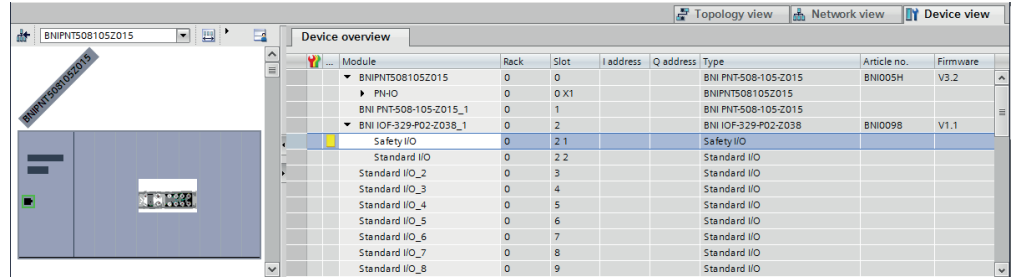 Topology view Network view Device view
BNIPNT508105Z015
Device overview
BNIPNT508105Z015
... Module Rack Slot I address Q address Type Article no. Firmware
BNIPNT508105Z015 0 0 BNI PNT-508-105-Z015 BNI005H V3.2
PN-IO 0 0 X1 BNIPNT508105Z015
BNI PNT-508-105-Z015_1 0 1 BNI PNT-508-105-Z015
BNI IOF-329-P02-Z038_1 0 2 BNI IOF-329-P02-Z038 BNI0098 V1.1
Safety I/O 0 2 1 Safety I/O
Standard I/O 0 2 2 Standard I/O
Standard I/O_2 0 3 Standard I/O
Standard I/O_3 0 4 Standard I/O
Standard I/O_4 0 5 Standard I/O
Standard I/O_5 0 6 Standard I/O
Standard I/O_6 0 7 Standard I/O
Standard I/O_7 0 8 Standard I/O
Standard I/O_8 0 9 Standard I/O